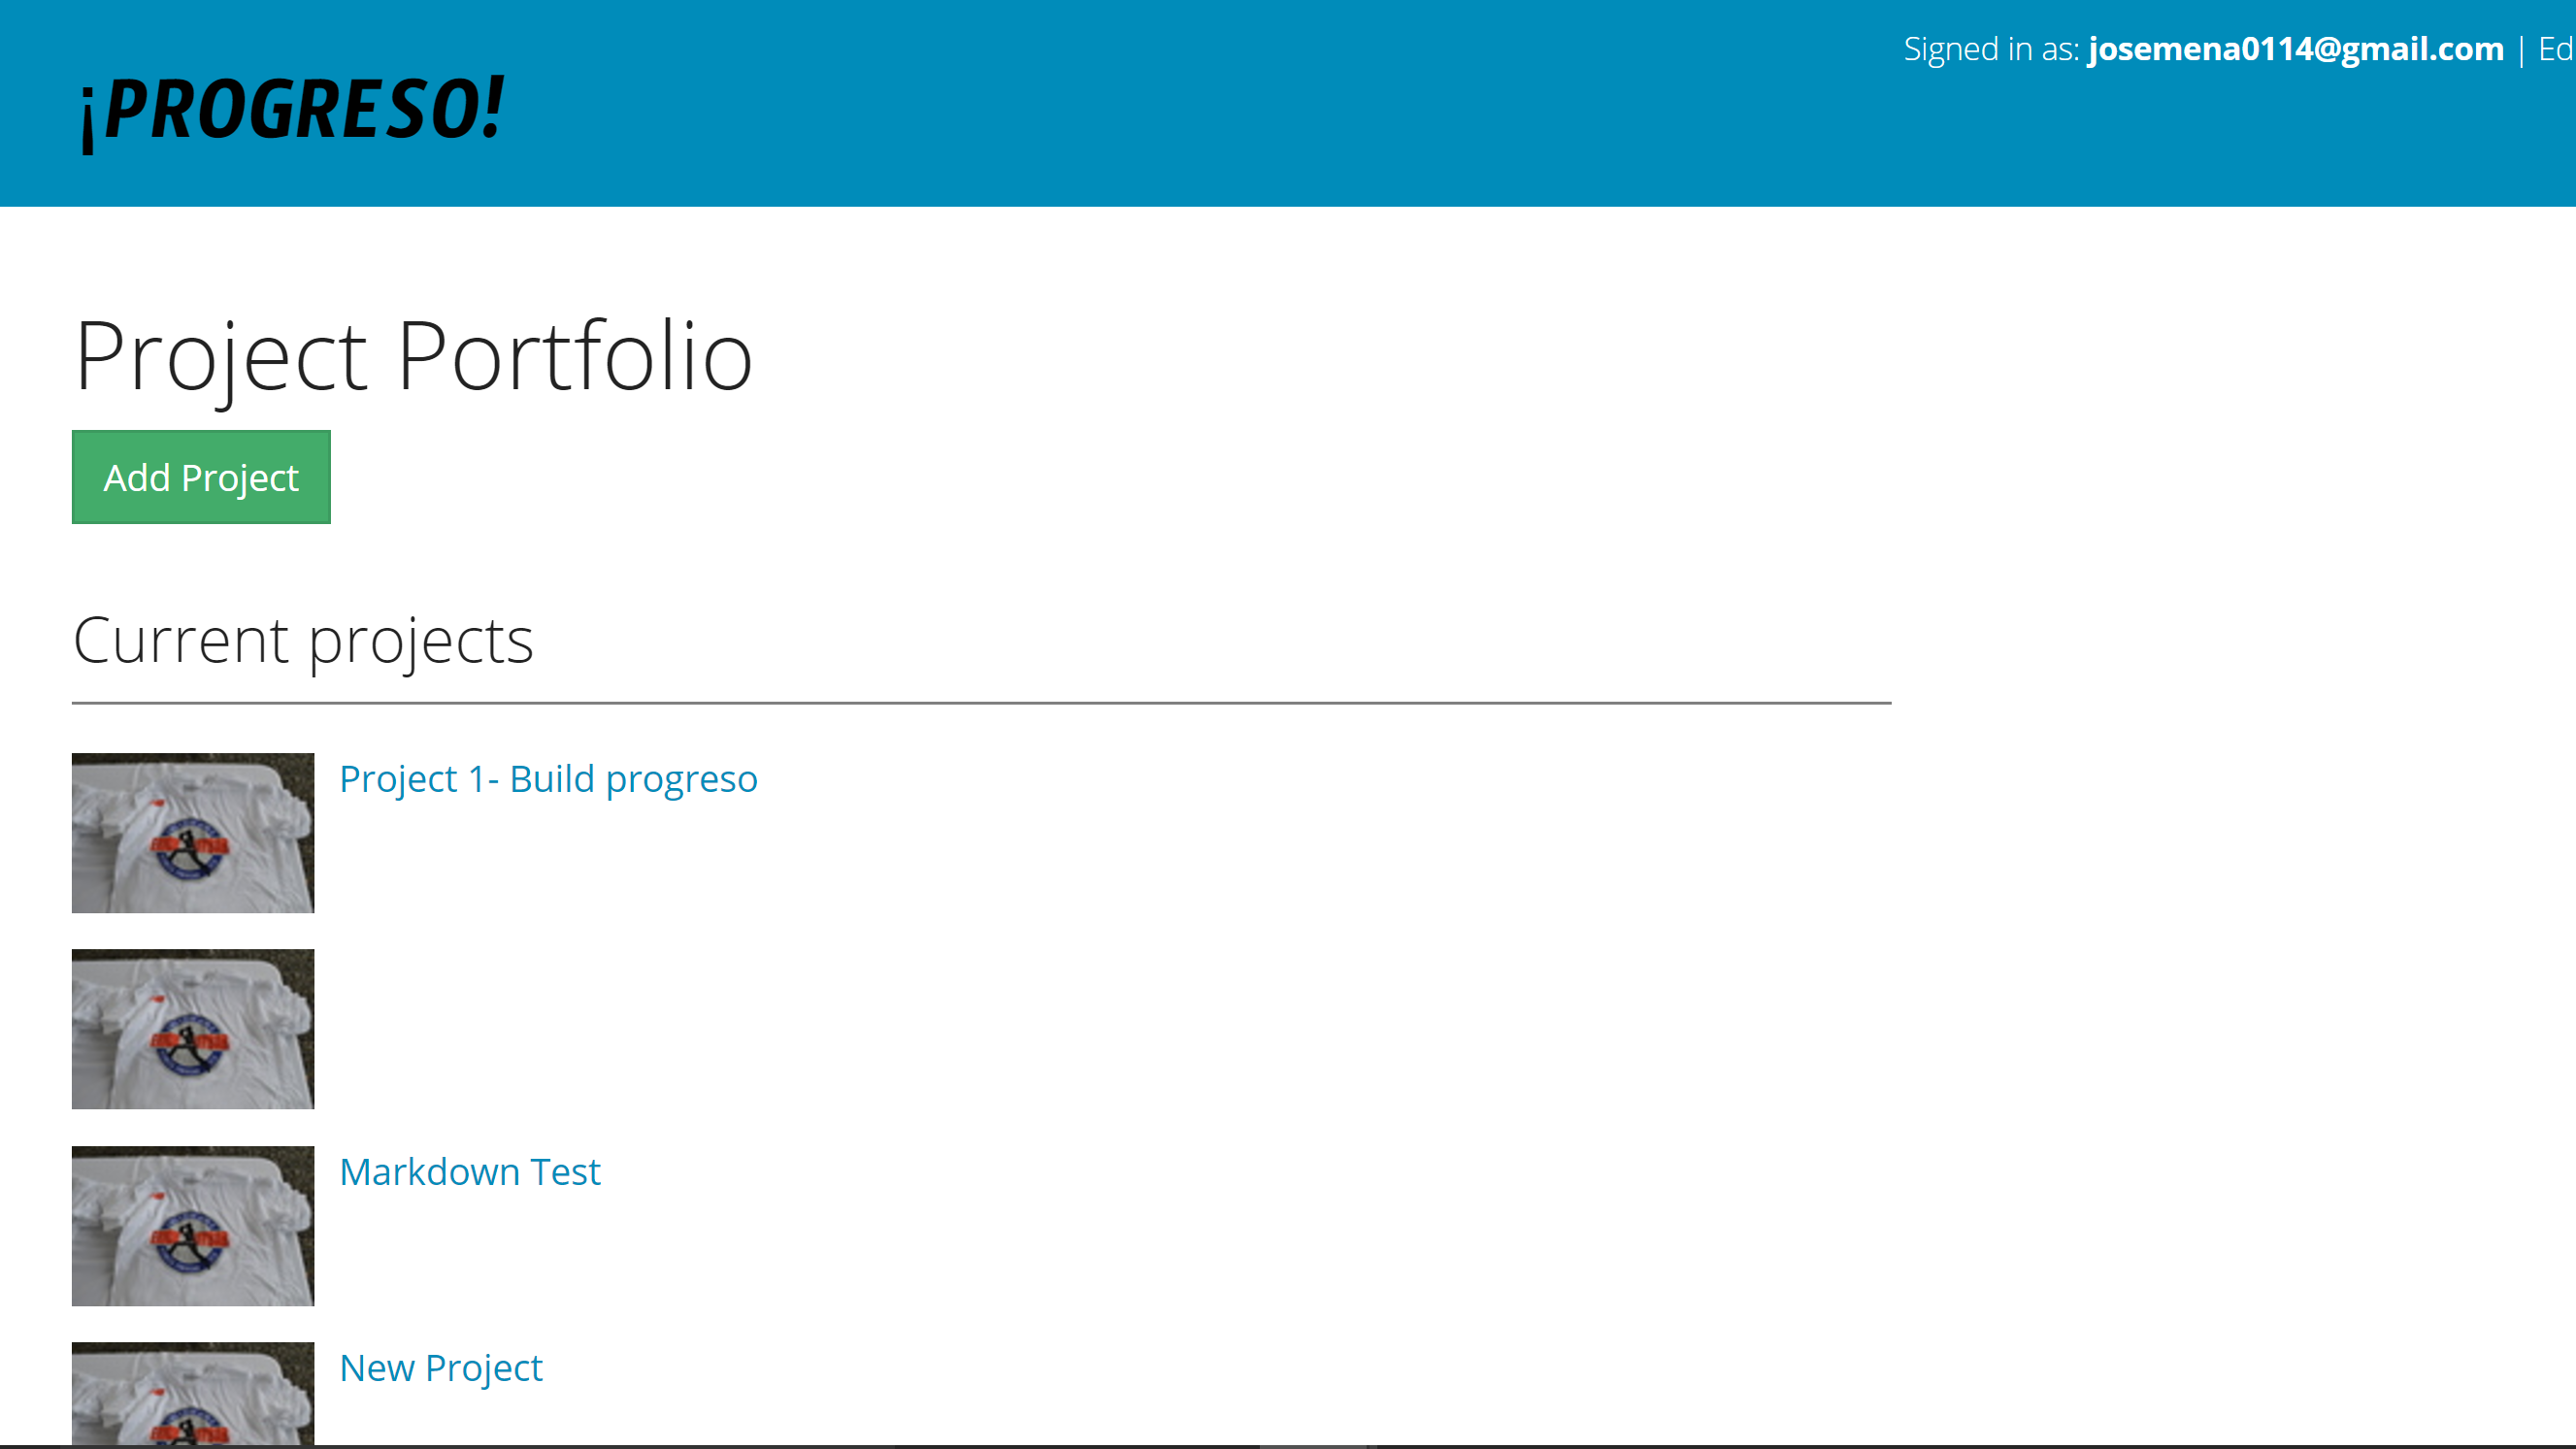 Signed in as: josemena0114@gmail.com | Ed
¡PROGRESO!
Project Portfolio
Add Project
Current projects
Project 1- Build progreso
Markdown Test
New Project